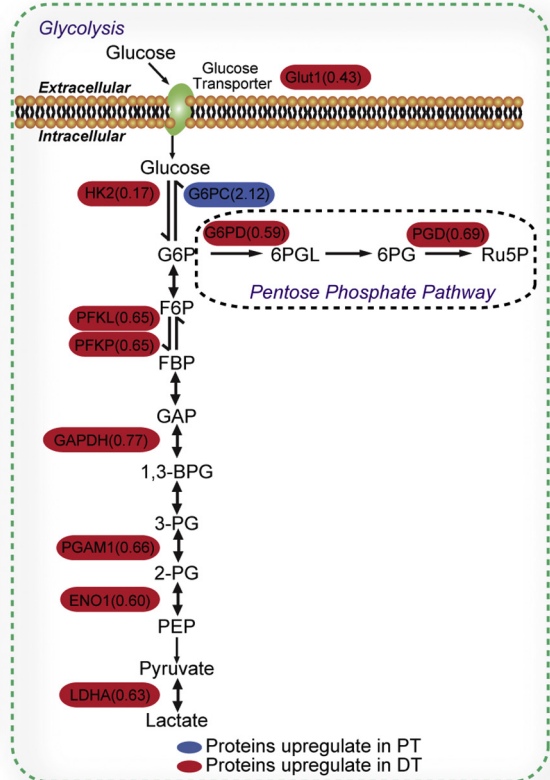 Glycolysis
Glucose
Glucose
Transporter
Glut1(0.43)
Extracellular
Intracellular
Glucose
HK2(0.17)
G6PC(2.12)
G6PD(0.59)
PGD(0.69)
G6P
6PGL
6PG
Ru5P
Pentose Phosphate Pathway
F6P
PFKL(0.65)
PFKP(0.65)
FBP
GAP
GAPDH(0.77)
1,3-BPG
3-PG
PGAM1(0.66)
2-PG
ENO1(0.60)
PEP
Pyruvate
LDHA(0.63)
Lactate
Proteins upregulate in PT
Proteins upregulate in DT